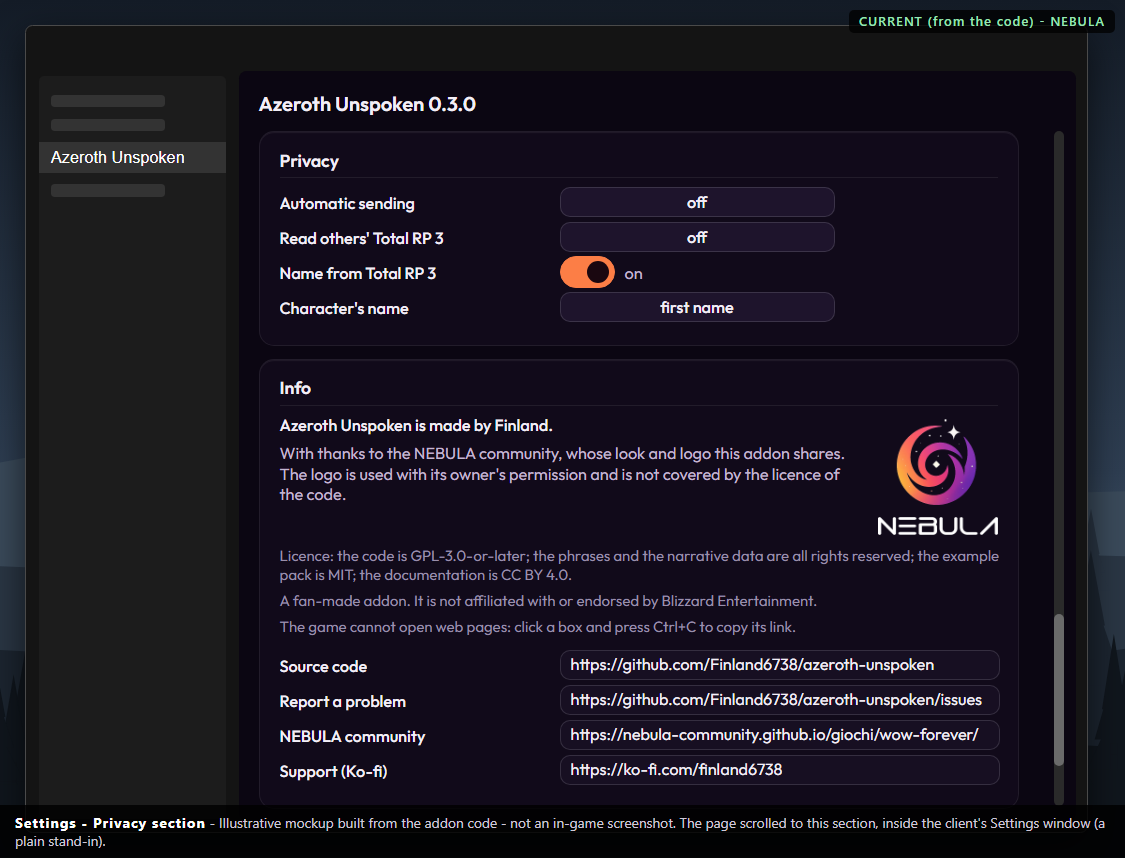 CURRENT (from the code) - NEBULA
Azeroth Unspoken
Azeroth Unspoken 0.3.0
Privacy
Automatic sending
off
Read others' Total RP 3
off
Name from Total RP 3
on
Character's name
first name
Info
Azeroth Unspoken is made by Finland.
With thanks to the NEBULA community, whose look and logo this addon shares.
The logo is used with its owner's permission and is not covered by the licence of
the code.
NEBULA
Licence: the code is GPL-3.0-or-later; the phrases and the narrative data are all rights reserved; the example
pack is MIT; the documentation is CC BY 4.0.
A fan-made addon. It is not affiliated with or endorsed by Blizzard Entertainment.
The game cannot open web pages: click a box and press Ctrl+C to copy its link.
Source code
https://github.com/Finland6738/azeroth-unspoken
Report a problem
https://github.com/Finland6738/azeroth-unspoken/issues
NEBULA community
https://nebula-community.github.io/giochi/wow-forever/
Support (Ko-fi)
https://ko-fi.com/finland6738
Settings - Privacy section - Illustrative mockup built from the addon code - not an in-game screenshot. The page scrolled to this section, inside the client's Settings window (a
plain stand-in).